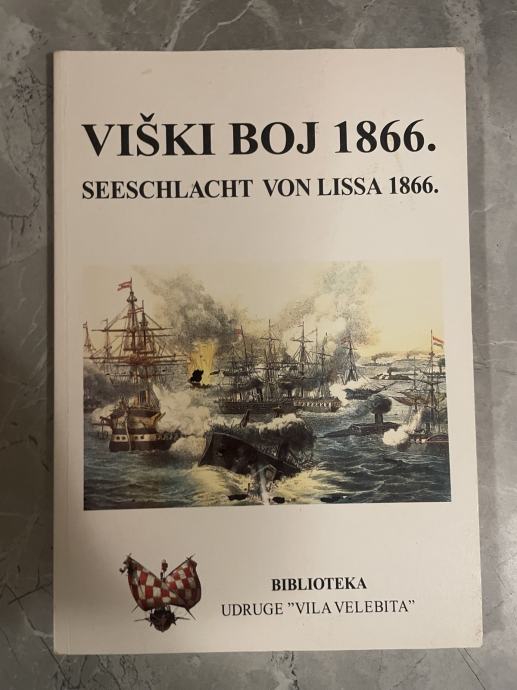 VIŠKI BOJ 1866.
SEESCHLACHT VON LISSA 1866.
BIBLIOTEKA
UDRUGE "VILA VELEBITA"